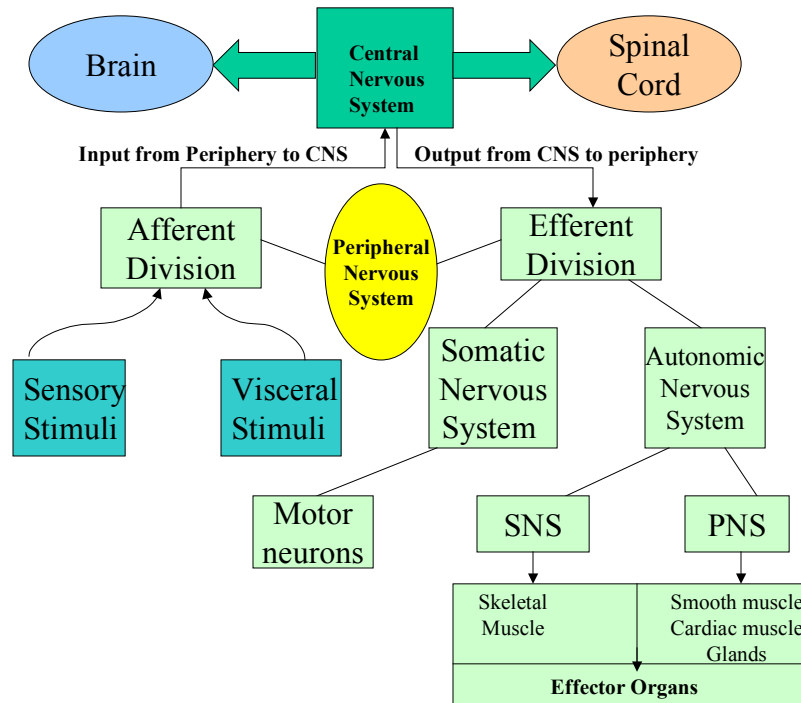 Brain
Central
Nervous
System
Spinal
Cord
Input from Periphery to CNS
Output from CNS to periphery
Afferent
Division
Peripheral
Nervous
System
Efferent
Division
Sensory
Stimuli
Visceral
Stimuli
Somatic
Nervous
System
Autonomic
Nervous
System
Motor
neurons
SNS
PNS
Skeletal
Muscle
Smooth muscle
Cardiac muscle
Glands
Effector Organs